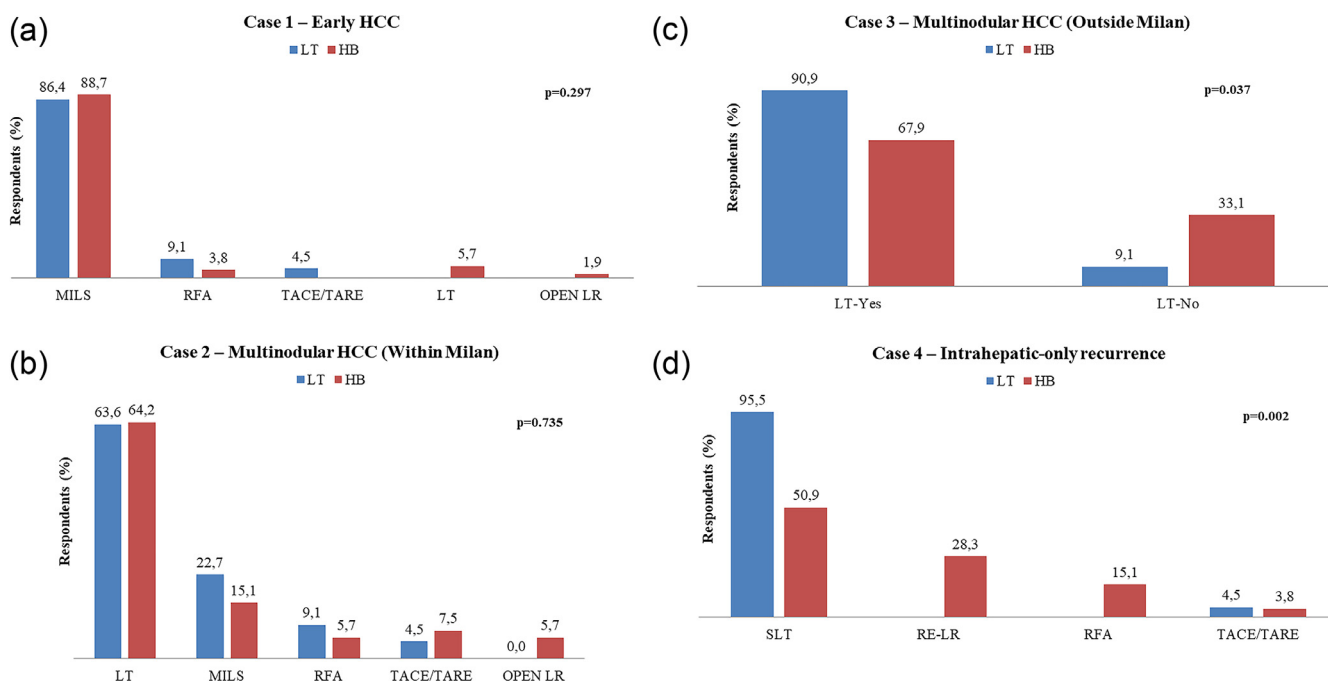 (a)
Case 1 – Early HCC
LT HB
p=0.297
Respondents (%)
86,4 88,7
9,1 3,8
4,5
5,7
1,9
MILS RFA TACE/TARE LT OPEN LR
(b)
Case 2 – Multinodular HCC (Within Milan)
LT HB
p=0.735
Respondents (%)
63,6 64,2
22,7 15,1
9,1 5,7
4,5 7,5
0,0 5,7
LT MILS RFA TACE/TARE OPEN LR
(c)
Case 3 – Multinodular HCC (Outside Milan)
LT HB
p=0.037
Respondents (%)
90,9 67,9
9,1 33,1
LT-Yes LT-No
(d)
Case 4 – Intrahepatic-only recurrence
LT HB
p=0.002
Respondents (%)
95,5 50,9
28,3
15,1
4,5 3,8
SLT RE-LR RFA TACE/TARE